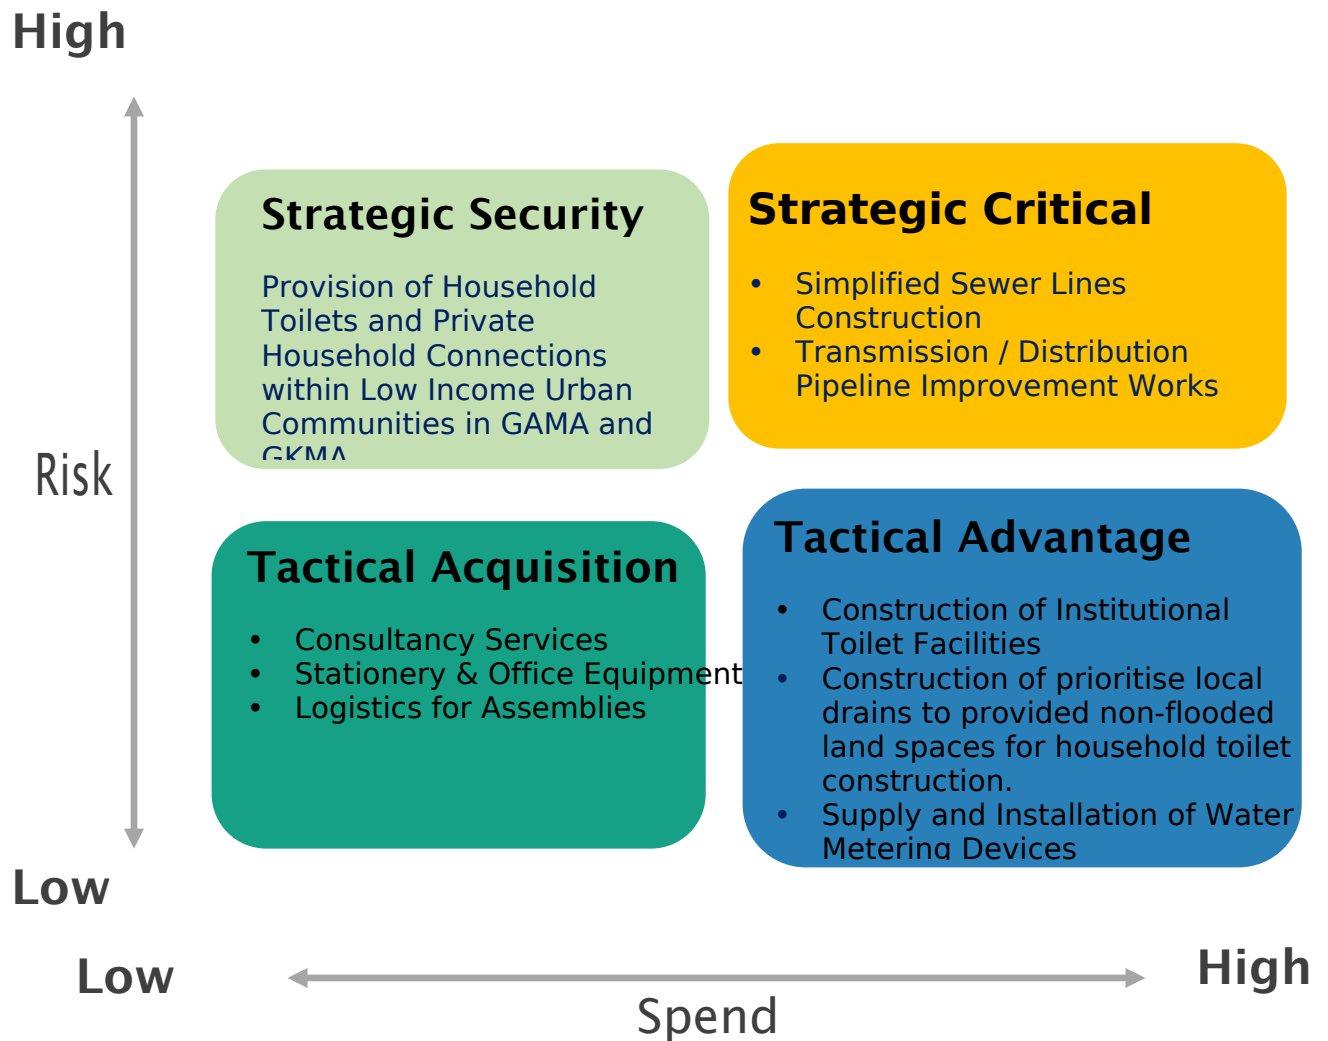 High
Strategic Security
Provision of Household
Toilets and Private
Household Connections
within Low Income Urban
Communities in GAMA and
GKMA
Strategic Critical
• Simplified Sewer Lines
Construction
• Transmission / Distribution
Pipeline Improvement Works
Risk
Tactical Acquisition
• Consultancy Services
• Stationery & Office Equipment
• Logistics for Assemblies
Tactical Advantage
• Construction of Institutional
Toilet Facilities
• Construction of prioritise local
drains to provided non-flooded
land spaces for household toilet
construction.
• Supply and Installation of Water
Metering Devices
Low
Low
High
Spend